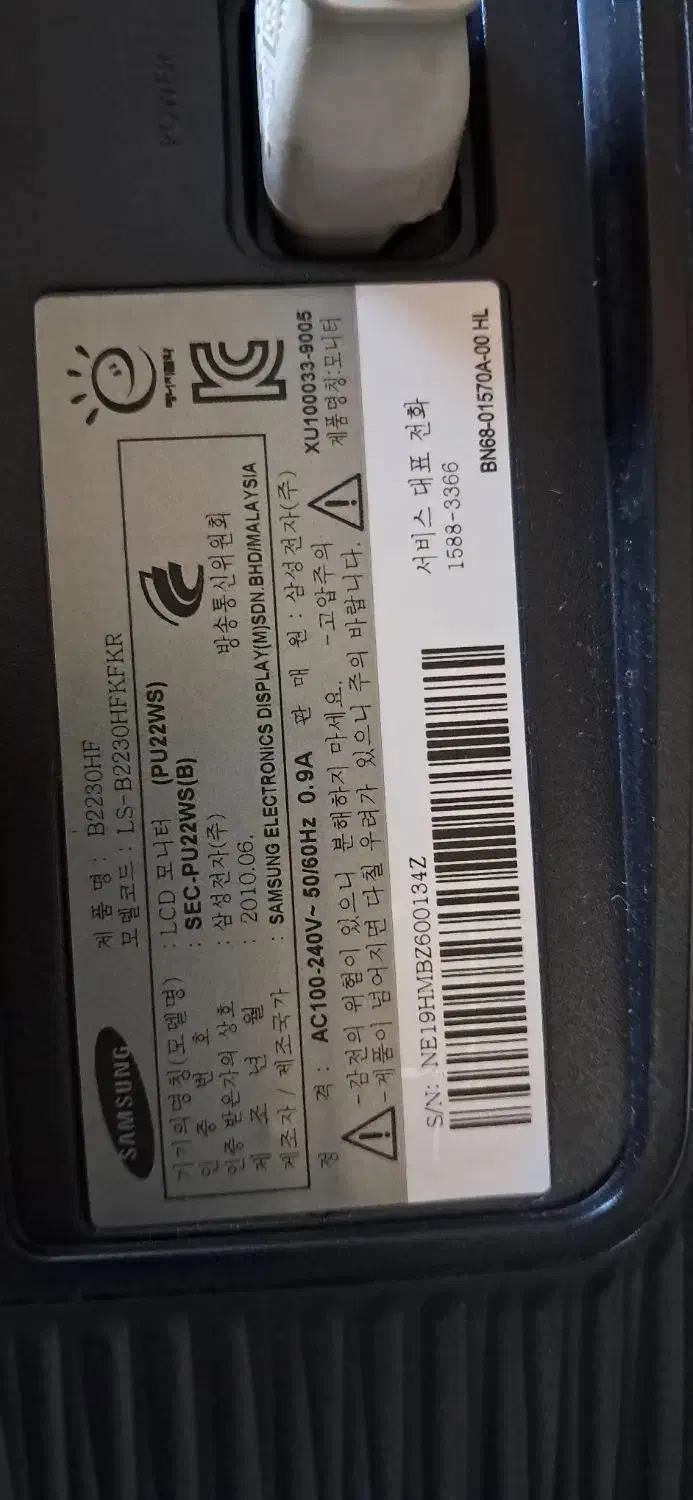 POWER
SAMSUNG
제 품 명 : B2230HF
모델코드 : LS-B2230HFKFKR
기기의명칭(모델명) : LCD 모니터 (PU22WS)
인 증 번 호 : SEC-PU22WS(B)
인증 받은자의 상호 : 삼성전자(주)
제 조 년 월 : 2010.06.
제조자 / 제조국가 : SAMSUNG ELECTRONICS DISPLAY(M)SDN.BHD/MALAYSIA
방송통신위원회
에너지절약
정 격 : AC100-240V~ 50/60Hz 0.9A 판 매 원 : 삼성전자(주)
XU100033-9005
제품명칭:모니터
-감전의 위험이 있으니 분해하지 마세요. -고압주의
-제품이 넘어지면 다칠 우려가 있으니 주의 바랍니다.
S/N: NE19HMBZ600134Z
서비스 대표 전화
1588-3366
BN68-01570A-00 HL